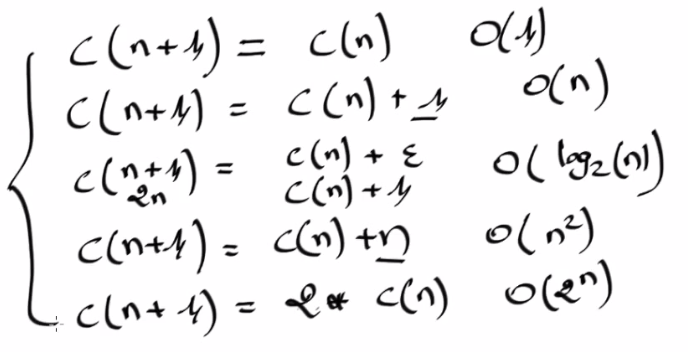 C(n+1) = C(n) O(1)
C(n+1) = C(n) + 1 O(n)
C(n+1) = C(n) + ε O(log₂(n))
C(2n) = C(n) + 1
C(n+1) = C(n) + n O(n²)
C(n+1) = 2 * C(n) O(2ⁿ)